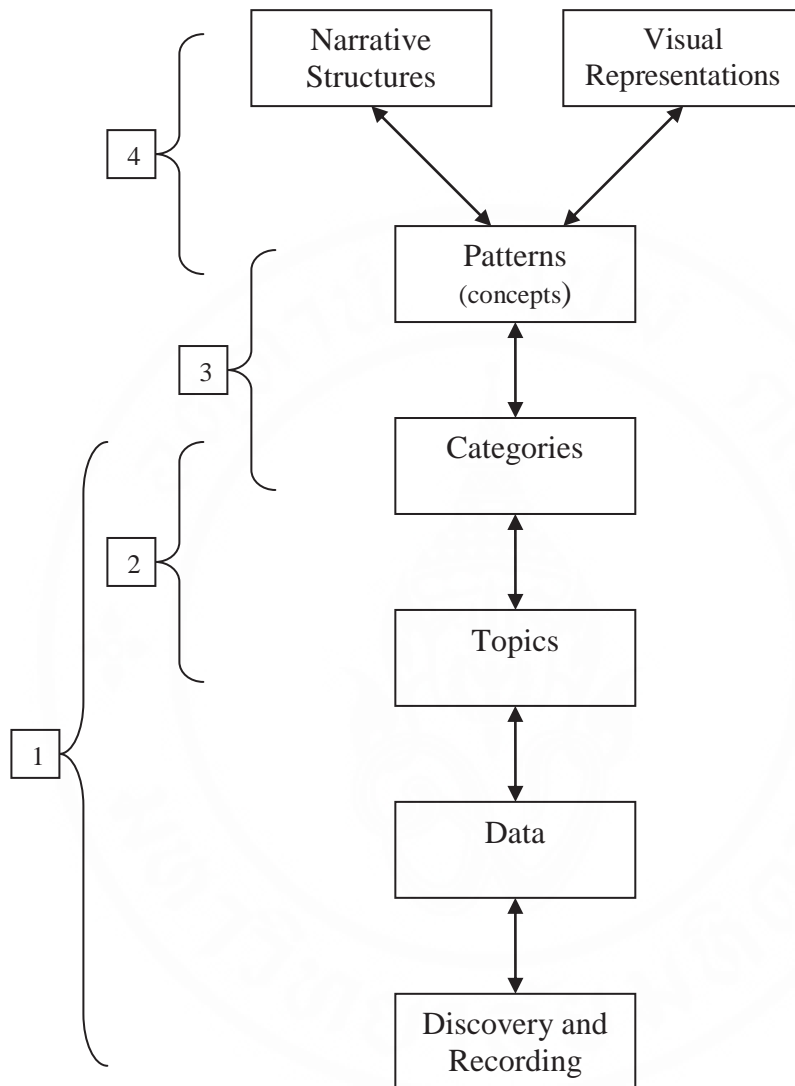 Narrative
Structures
Visual
Representations
4
Patterns
(concepts)
3
Categories
2
Topics
1
Data
Discovery and
Recording